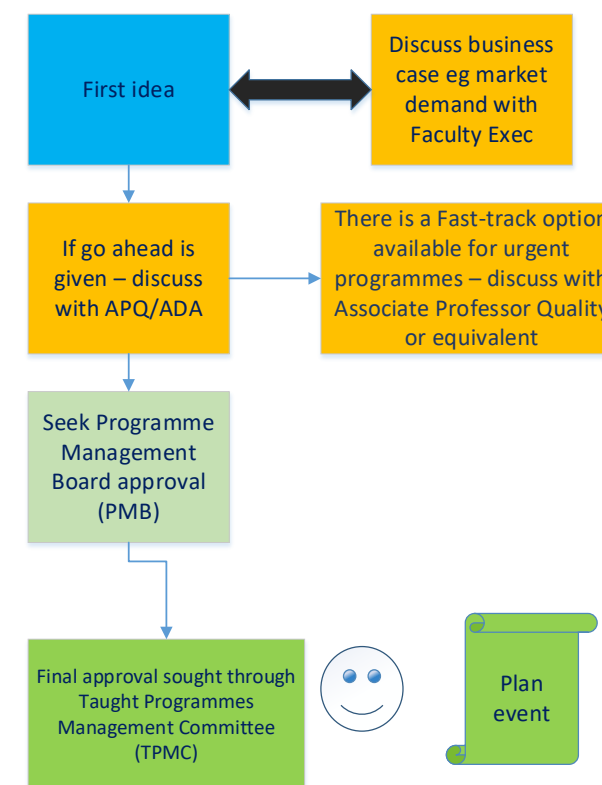 First idea
Discuss business
case eg market
demand with
Faculty Exec
If go ahead is
given – discuss
with APQ/ADA
There is a Fast-track option
available for urgent
programmes – discuss with
Associate Professor Quality
or equivalent
Seek Programme
Management
Board approval
(PMB)
Final approval sought through
Taught Programmes
Management Committee
(TPMC)
Plan
event